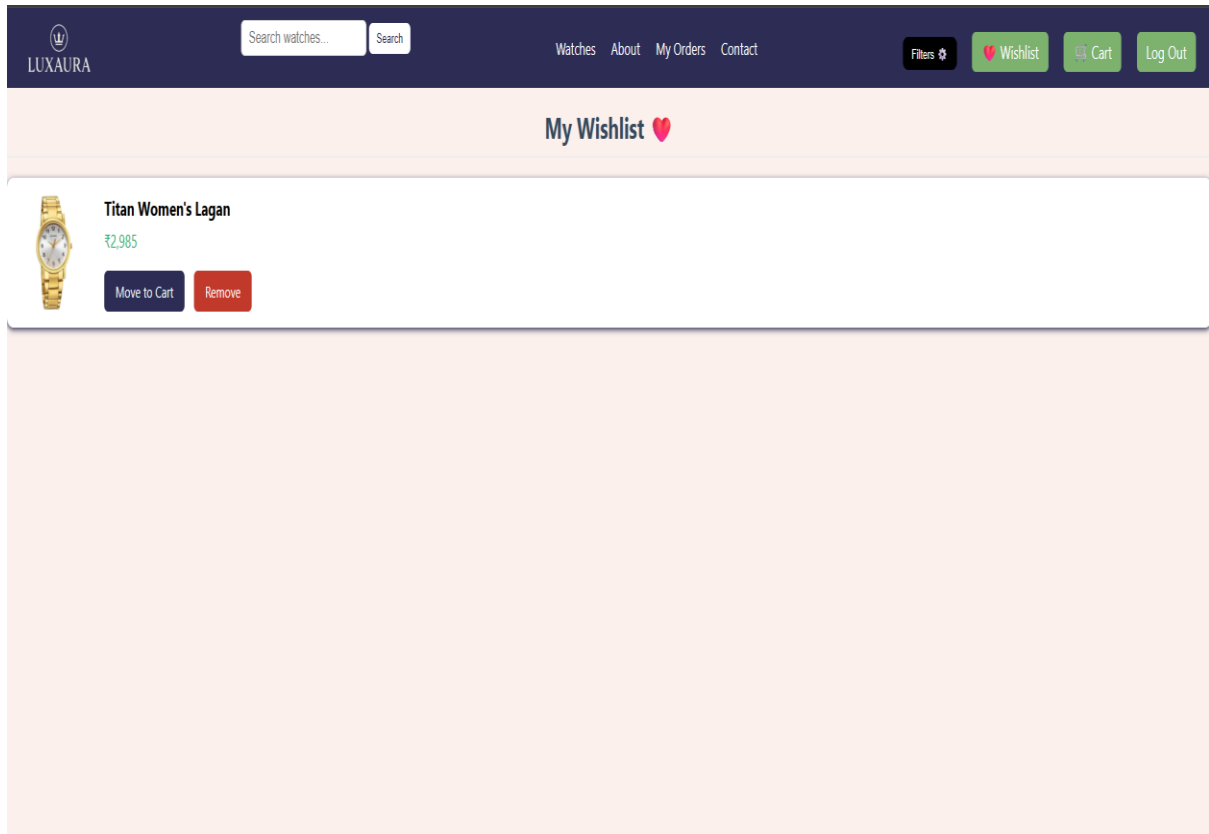 LUXAURA
Search watches... Search
Watches About My Orders Contact
Filters ⚙ ❤️ Wishlist 🛒 Cart Log Out
My Wishlist ❤️
Titan Women's Lagan
₹2,985
Move to Cart Remove